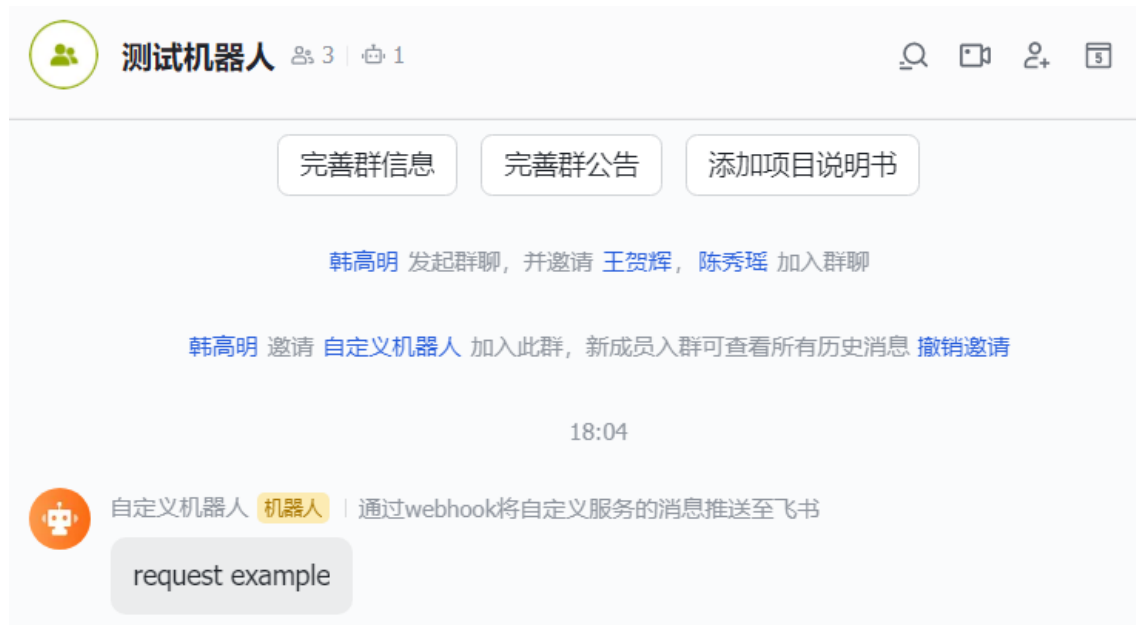 测试机器人 3 1
5
完善群信息 完善群公告 添加项目说明书
韩高明 发起群聊，并邀请 王贺辉，陈秀瑶 加入群聊
韩高明 邀请 自定义机器人 加入此群，新成员入群可查看所有历史消息 撤销邀请
18:04
自定义机器人 机器人 通过webhook将自定义服务的消息推送至飞书
request example